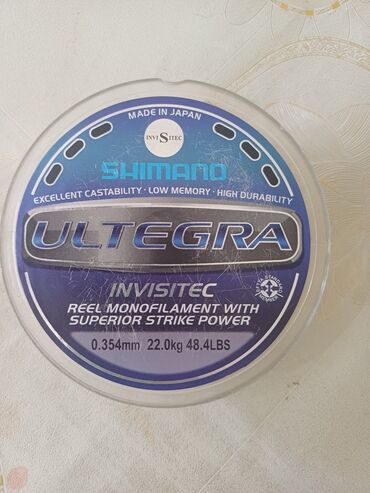 MADE IN JAPAN
INVISITEC
SHIMANO
EXCELLENT CASTABILITY · LOW MEMORY · HIGH DURABILITY
ULTEGRA
INVISITEC
REEL MONOFILAMENT WITH
SUPERIOR STRIKE POWER
0.354mm 22.0kg 48.4LBS